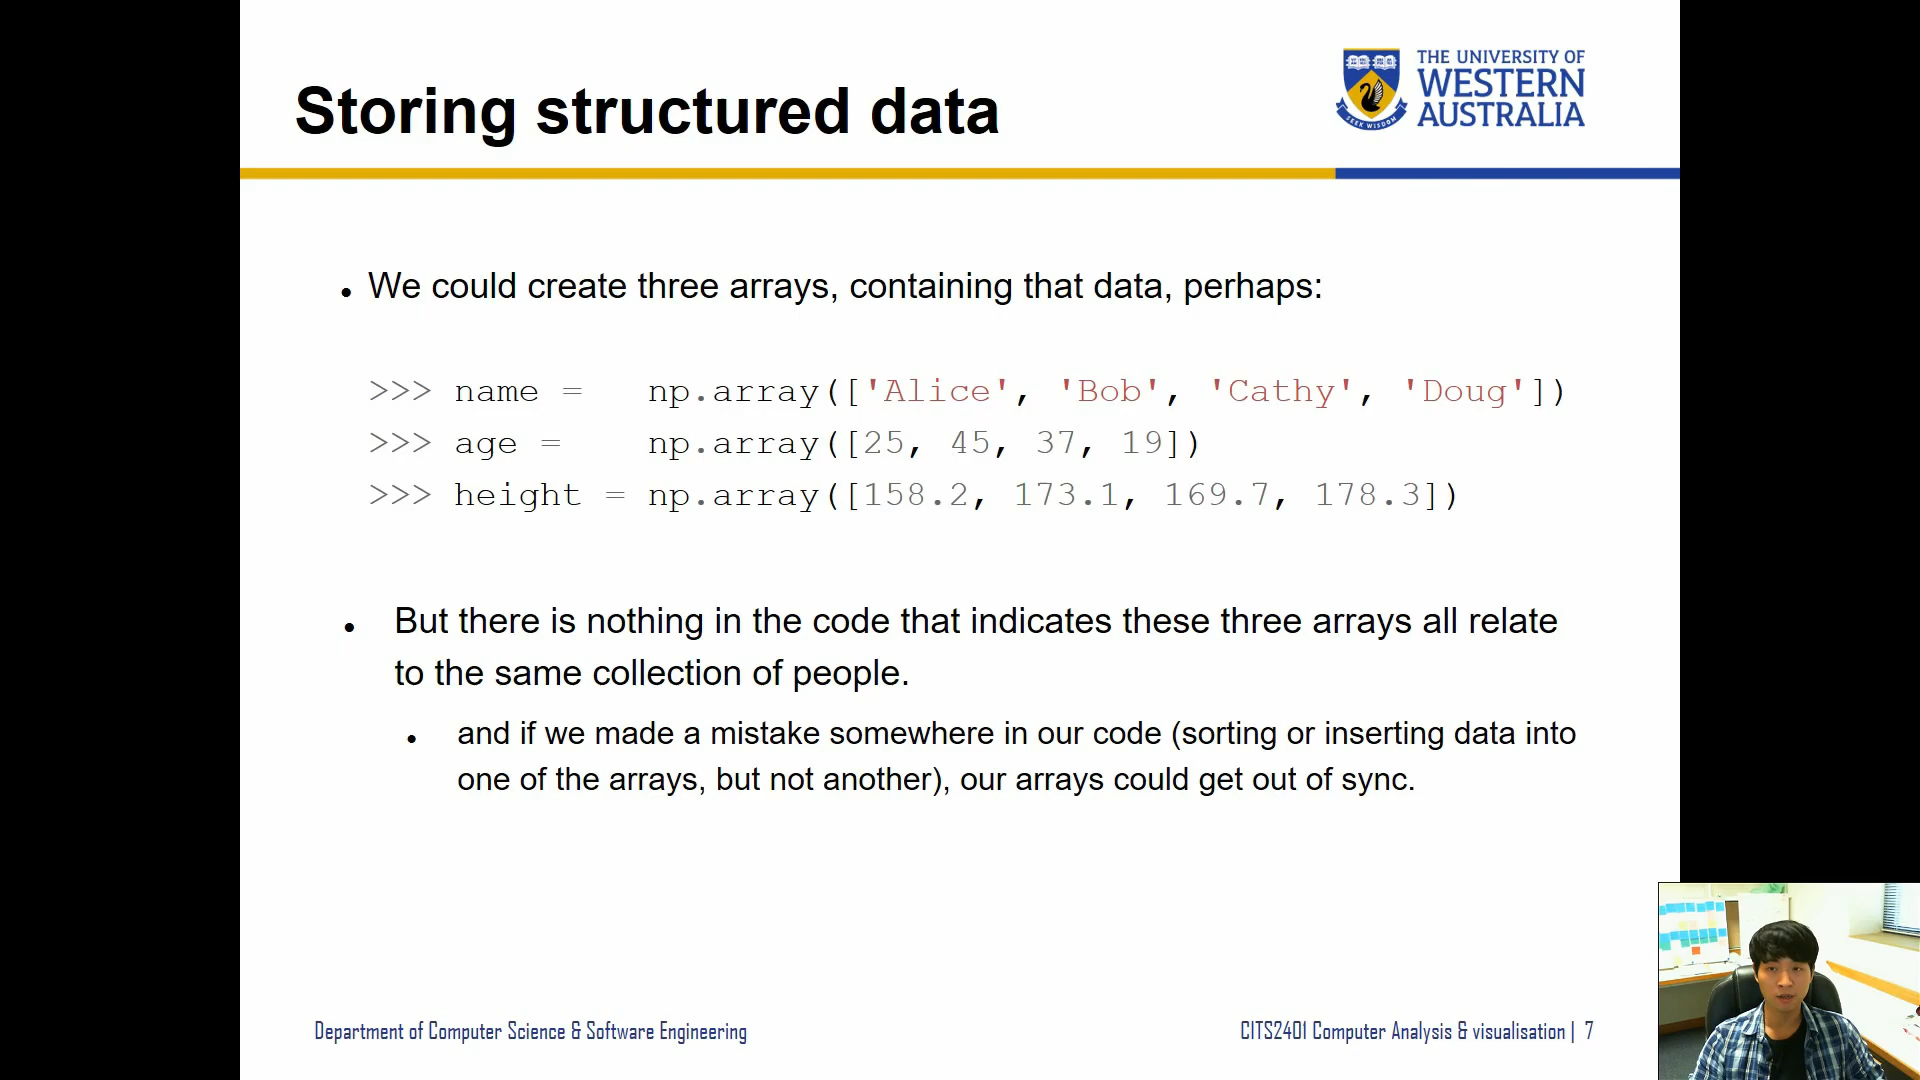 Storing structured data
THE UNIVERSITY OF
WESTERN
AUSTRALIA
SEEK WISDOM
• We could create three arrays, containing that data, perhaps:
>>> name =   np.array(['Alice', 'Bob', 'Cathy', 'Doug'])
>>> age =    np.array([25, 45, 37, 19])
>>> height = np.array([158.2, 173.1, 169.7, 178.3])
• But there is nothing in the code that indicates these three arrays all relate
to the same collection of people.
• and if we made a mistake somewhere in our code (sorting or inserting data into
one of the arrays, but not another), our arrays could get out of sync.
Department of Computer Science & Software Engineering
CITS2401 Computer Analysis & visualisation | 7